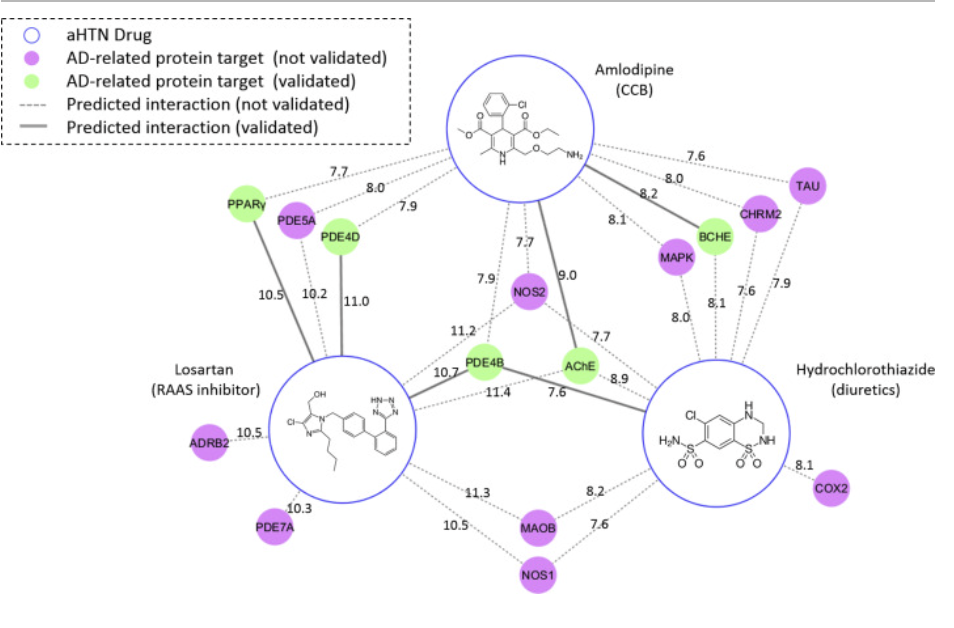 aHTN Drug
AD-related protein target (not validated)
AD-related protein target (validated)
Predicted interaction (not validated)
Predicted interaction (validated)
Amlodipine
(CCB)
Cl
O
O
O
O
N
H
O
NH₂
7.6
7.7
8.0
8.0
8.2
TAU
PPARγ
7.9
CHRM2
PDE5A
8.1
PDE4D
BCHE
7.7
MAPK
7.9
9.0
7.9
10.5
10.2
11.0
NOS2
7.6
8.1
8.0
11.2
7.7
Losartan
(RAAS inhibitor)
PDE4B
AChE
Hydrochlorothiazide
(diuretics)
10.7
8.9
11.4
7.6
OH
HN
N
N
N
Cl
N
N
Cl
H
N
NH
H₂N
S
O
O
S
O
O
ADRB2
10.5
8.1
COX2
11.3
8.2
10.3
PDE7A
10.5
MAOB
7.6
NOS1